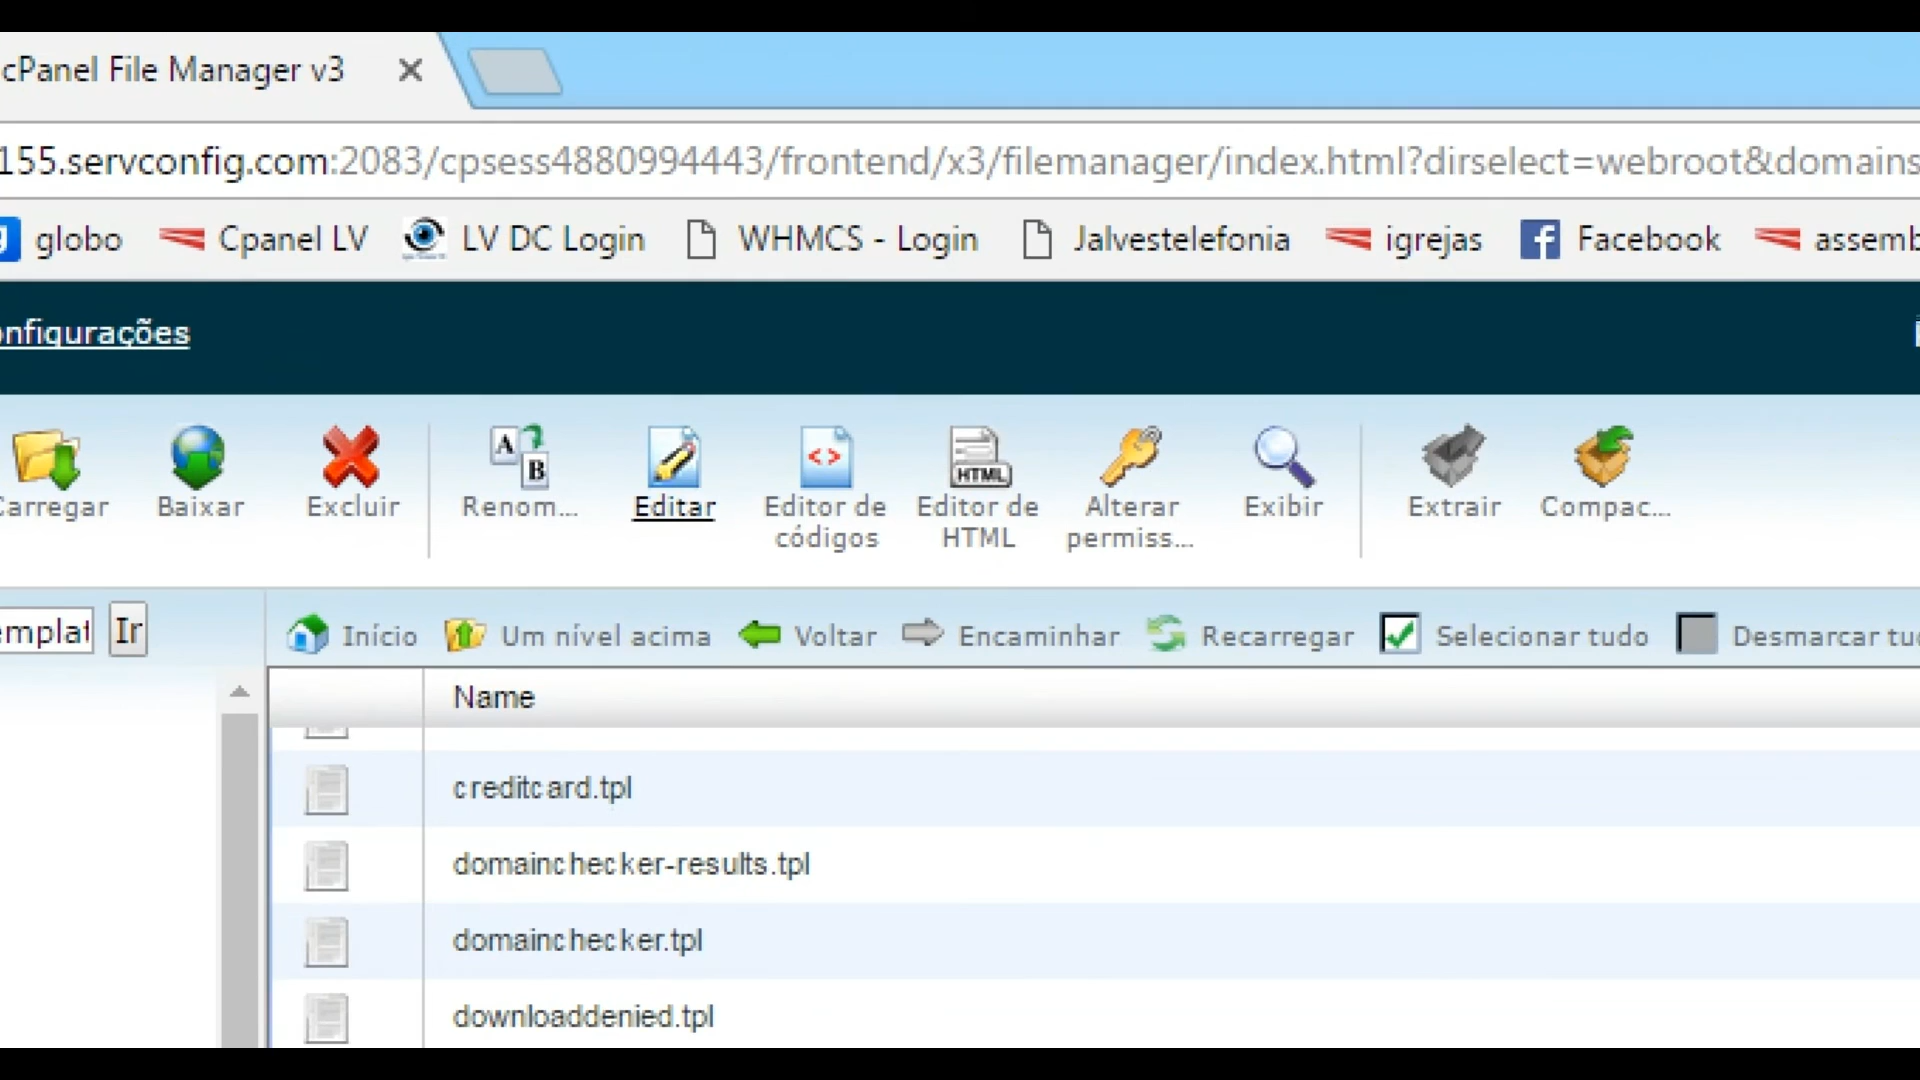 cPanel File Manager v3
155.servconfig.com:2083/cpsess4880994443/frontend/x3/filemanager/index.html?dirselect=webroot&domains
globo Cpanel LV LV DC Login WHMCS - Login Jalvestelefonia igrejas Facebook assemb
onfigurações
Carregar Baixar Excluir Renom... Editar Editor de códigos Editor de HTML Alterar permiss... Exibir Extrair Compac...
emplat Ir Início Um nível acima Voltar Encaminhar Recarregar Selecionar tudo Desmarcar tud
Name
creditcard.tpl
domainchecker-results.tpl
domainchecker.tpl
downloaddenied.tpl